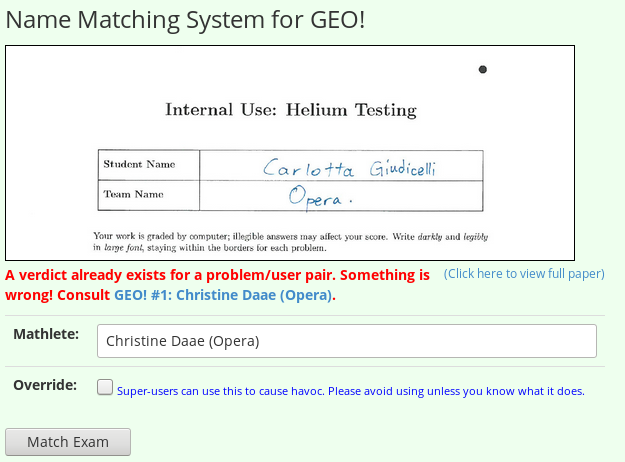 Name Matching System for GEO!
Internal Use: Helium Testing
Student Name Carlotta Giudicelli
Team Name Opera.
Your work is graded by computer; illegible answers may affect your score. Write darkly and legibly
in large font, staying within the borders for each problem.
A verdict already exists for a problem/user pair. Something is
wrong! Consult GEO! #1: Christine Daae (Opera).
(Click here to view full paper)
Mathlete: Christine Daae (Opera)
Override: Super-users can use this to cause havoc. Please avoid using unless you know what it does.
Match Exam